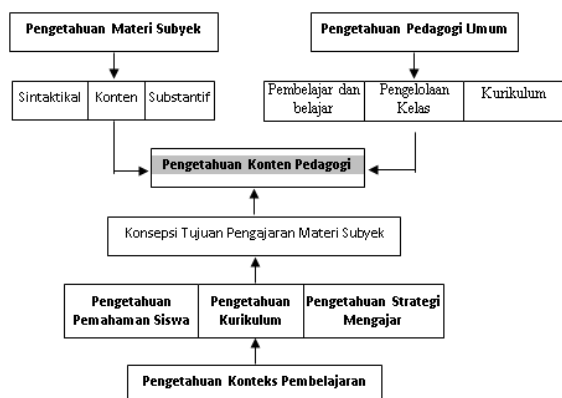 Pengetahuan Materi Subyek
Pengetahuan Pedagogi Umum
Sintaktikal
Konten
Substantif
Pembelajar dan
belajar
Pengelolaan
Kelas
Kurikulum
Pengetahuan Konten Pedagogi
Konsepsi Tujuan Pengajaran Materi Subyek
Pengetahuan
Pemahaman Siswa
Pengetahuan
Kurikulum
Pengetahuan Strategi
Mengajar
Pengetahuan Konteks Pembelajaran